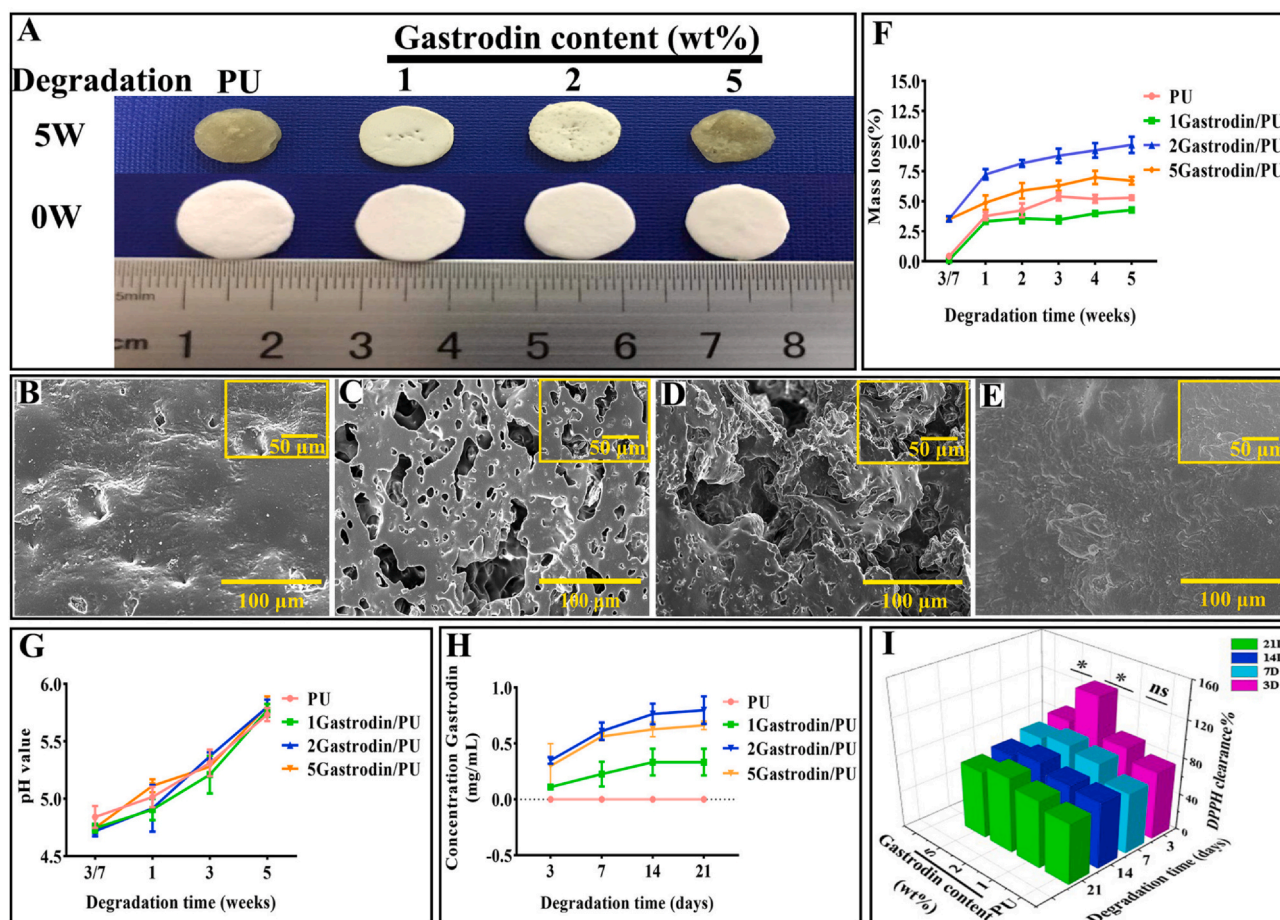 A
Gastrodin content (wt%)
Degradation PU 1 2 5
5W
0W
5mm
cm 1 2 3 4 5 6 7 8
F
15.0
12.5
10.0
7.5
5.0
2.5
0.0
Mass loss(%)
3/7 1 2 3 4 5
Degradation time (weeks)
PU
1Gastrodin/PU
2Gastrodin/PU
5Gastrodin/PU
B
50 µm
100 µm
C
50 µm
100 µm
D
50 µm
100 µm
E
50 µm
100 µm
G
6.0
5.5
5.0
4.5
pH value
3/7 1 3 5
Degradation time (weeks)
PU
1Gastrodin/PU
2Gastrodin/PU
5Gastrodin/PU
H
1.0
0.5
0.0
-0.5
Concentration Gastrodin
(mg/mL)
3 7 14 21
Degradation time (days)
PU
1Gastrodin/PU
2Gastrodin/PU
5Gastrodin/PU
I
* * ns
14D
7D
3D
160
120
80
40
0
DPPH clearance%
3
7
14
21
Degradation time (days)
5 2 1 PU
Gastrodin content
(wt%)